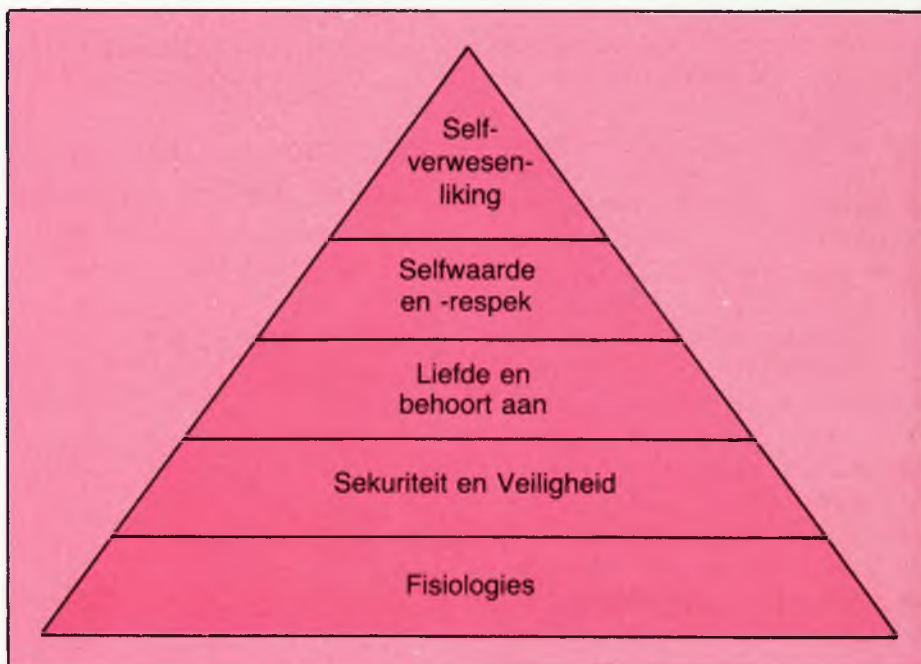 Self-
verwesen-
liking
Selfwaarde
en -respek
Liefde en
behoort aan
Sekuriteit en Veiligheid
Fisiologies